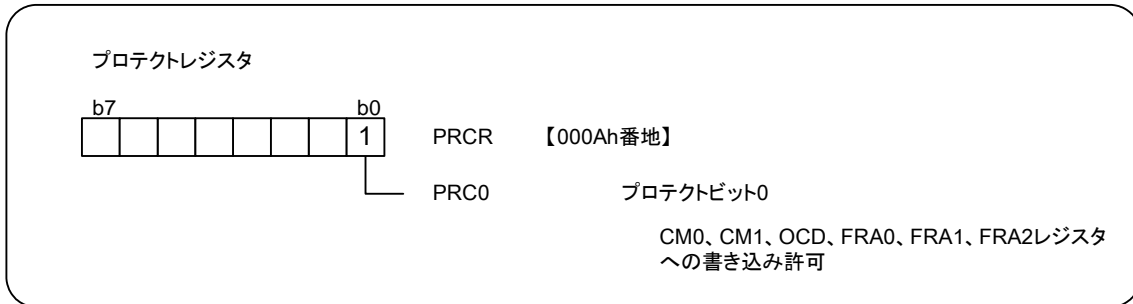 プロテクトレジスタ
b7 b0
1 PRCR 【000Ah番地】
PRC0 プロテクトビット0
CM0、CM1、OCD、FRA0、FRA1、FRA2レジスタ
への書き込み許可